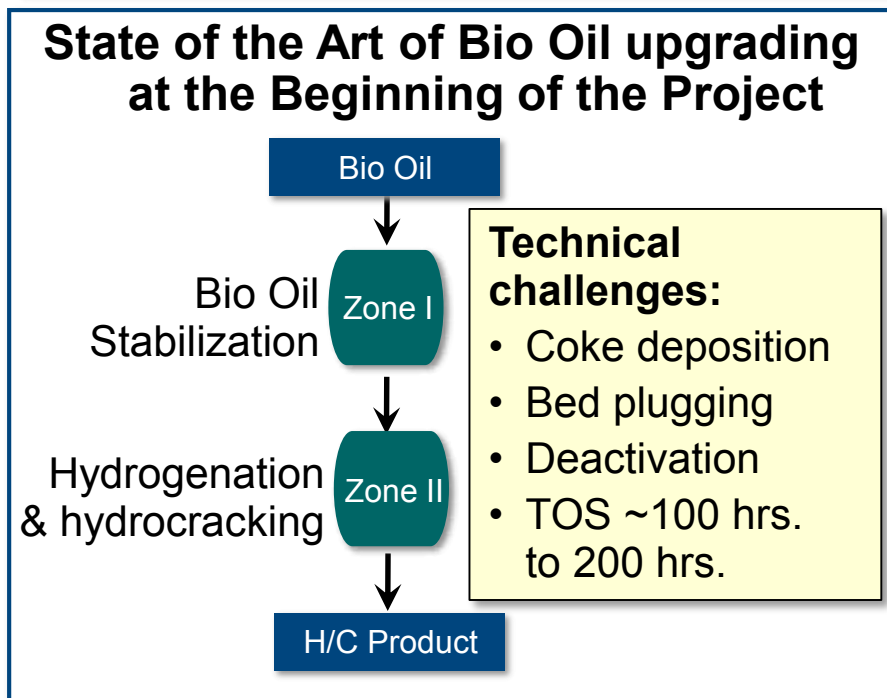 State of the Art of Bio Oil upgrading
at the Beginning of the Project
Bio Oil
Bio Oil
Stabilization
Zone I
Hydrogenation
& hydrocracking
Zone II
H/C Product
Technical
challenges:
• Coke deposition
• Bed plugging
• Deactivation
• TOS ~100 hrs.
to 200 hrs.